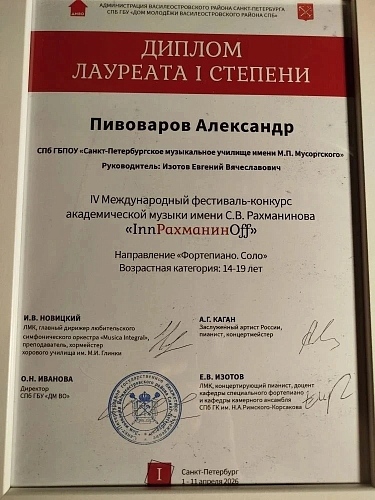 АДМИНИСТРАЦИЯ ВАСИЛЕОСТРОВСКОГО РАЙОНА САНКТ-ПЕТЕРБУРГА
СПБ ГБУ «ДОМ МОЛОДЁЖИ ВАСИЛЕОСТРОВСКОГО РАЙОНА СПБ»
ДИПЛОМ
ЛАУРЕАТА I СТЕПЕНИ
Пивоваров Александр
СПб ГБПОУ «Санкт-Петербургское музыкальное училище имени М.П. Мусоргского»
Руководитель: Изотов Евгений Вячеславович
IV Международный фестиваль-конкурс
академической музыки имени С.В. Рахманинова
«InnРахманинOff»
Направление «Фортепиано. Соло»
Возрастная категория: 14-19 лет
И.В. НОВИЦКИЙ
ЛМК, главный дирижер любительского
симфонического оркестра «Musica Integral»,
преподаватель, хормейстер
хорового училища им. М.И. Глинки
А.Г. КАГАН
Заслуженный артист России,
пианист, концертмейстер
О.Н. ИВАНОВА
Директор
СПб ГБУ «ДМ ВО»
Е.В. ИЗОТОВ
ЛМК, концертирующий пианист, доцент
кафедры специального фортепиано
и кафедры камерного ансамбля
СПб ГК им. Н.А.Римского-Корсакова
I
Санкт-Петербург
1 - 11 апреля 2026